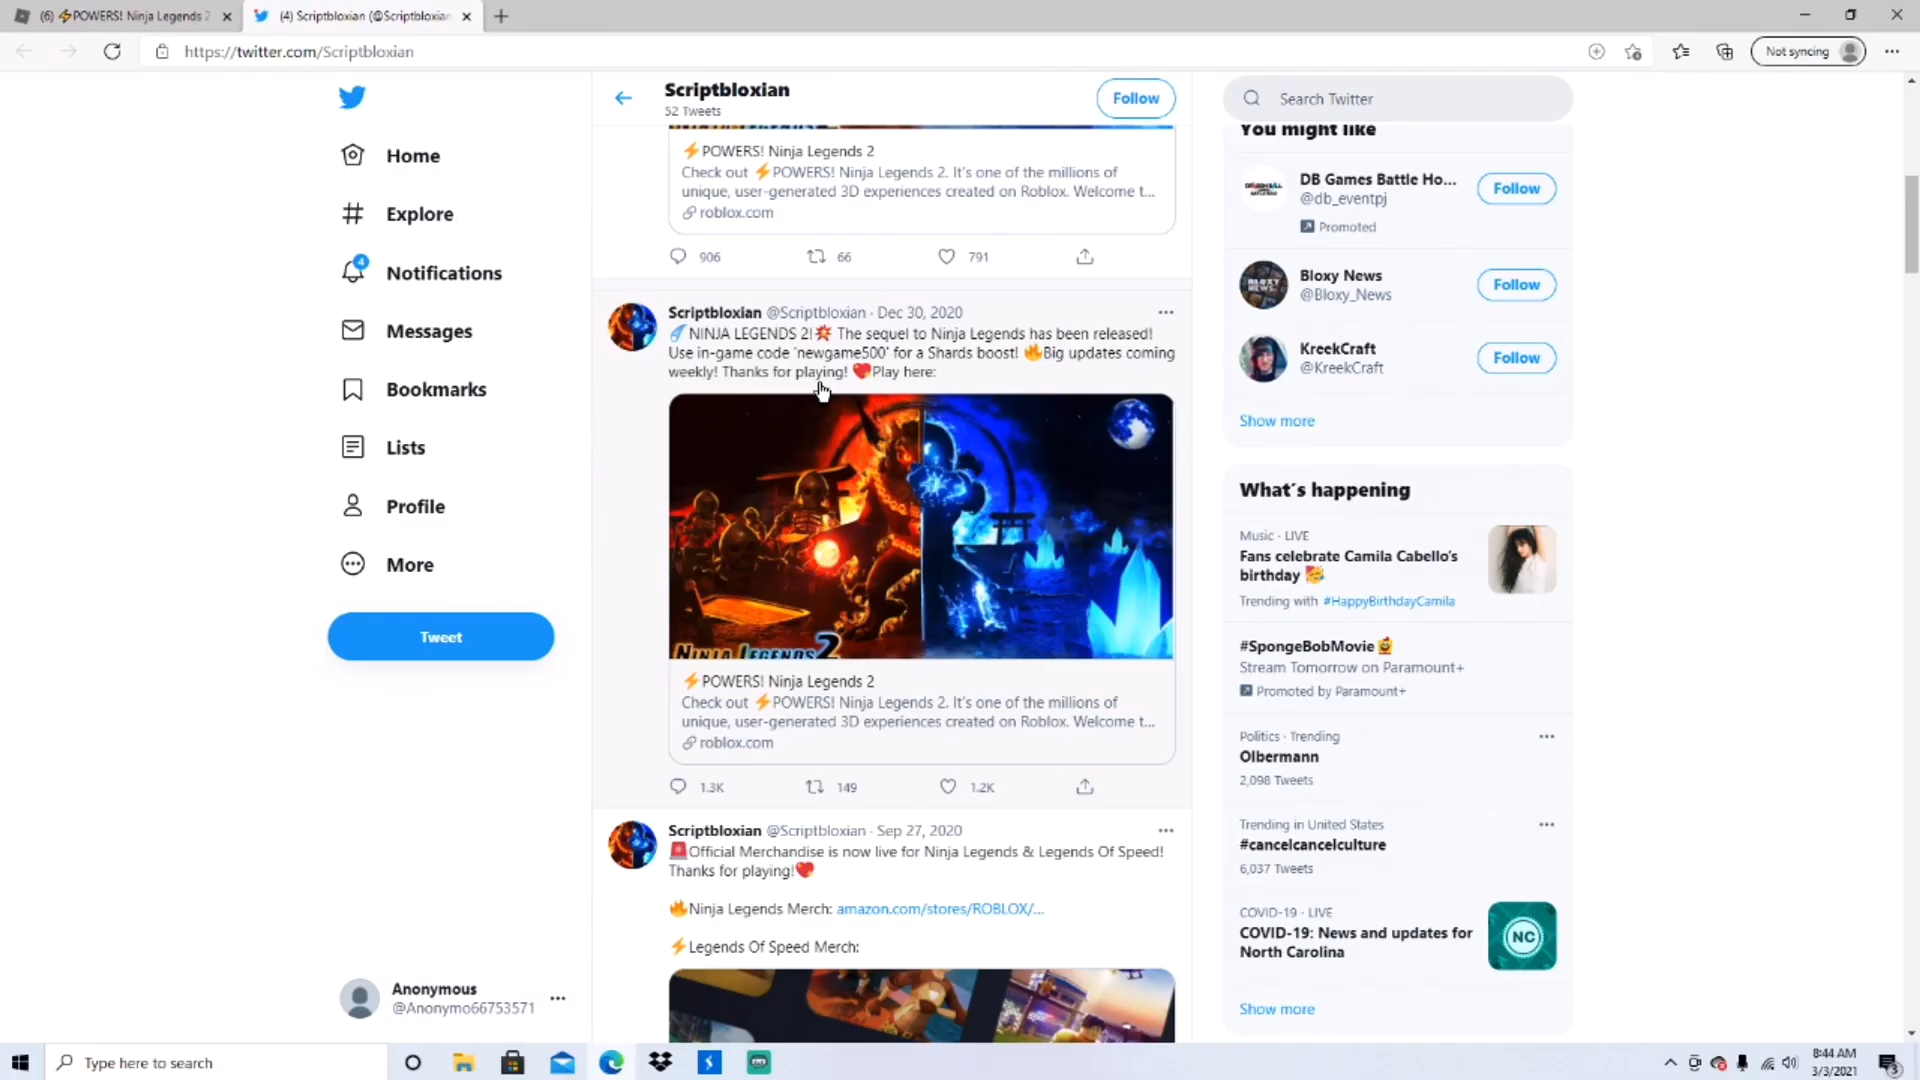 (6) ⚡POWERS! Ninja Legends 2
(4) Scriptbloxian (@Scriptbloxian
https://twitter.com/Scriptbloxian
Not syncing
Home
Explore
4
Notifications
Messages
Bookmarks
Lists
Profile
More
Tweet
Anonymous
@Anonymo66753571
Scriptbloxian
52 Tweets
Follow
⚡POWERS! Ninja Legends 2
Check out ⚡POWERS! Ninja Legends 2. It's one of the millions of
unique, user-generated 3D experiences created on Roblox. Welcome t...
roblox.com
906 66 791
Scriptbloxian @Scriptbloxian · Dec 30, 2020
☄️NINJA LEGENDS 2!💥 The sequel to Ninja Legends has been released!
Use in-game code 'newgame500' for a Shards boost! 🔥Big updates coming
weekly! Thanks for playing! ❤️Play here:
NINJA LEGENDS 2
⚡POWERS! Ninja Legends 2
Check out ⚡POWERS! Ninja Legends 2. It's one of the millions of
unique, user-generated 3D experiences created on Roblox. Welcome t...
roblox.com
1.3K 149 1.2K
Scriptbloxian @Scriptbloxian · Sep 27, 2020
🚨Official Merchandise is now live for Ninja Legends & Legends Of Speed!
Thanks for playing!❤️
🔥Ninja Legends Merch: amazon.com/stores/ROBLOX/...
⚡Legends Of Speed Merch:
Search Twitter
You might like
DB Games Battle Ho...
@db_eventpj
Promoted
Follow
Bloxy News
@Bloxy_News
Follow
KreekCraft
@KreekCraft
Follow
Show more
What's happening
Music · LIVE
Fans celebrate Camila Cabello's
birthday 🥳
Trending with #HappyBirthdayCamila
#SpongeBobMovie
Stream Tomorrow on Paramount+
Promoted by Paramount+
Politics · Trending
Olbermann
2,098 Tweets
Trending in United States
#cancelcancelculture
6,037 Tweets
COVID-19 · LIVE
COVID-19: News and updates for
North Carolina
NC
Show more
Type here to search
8:44 AM
3/3/2021
3